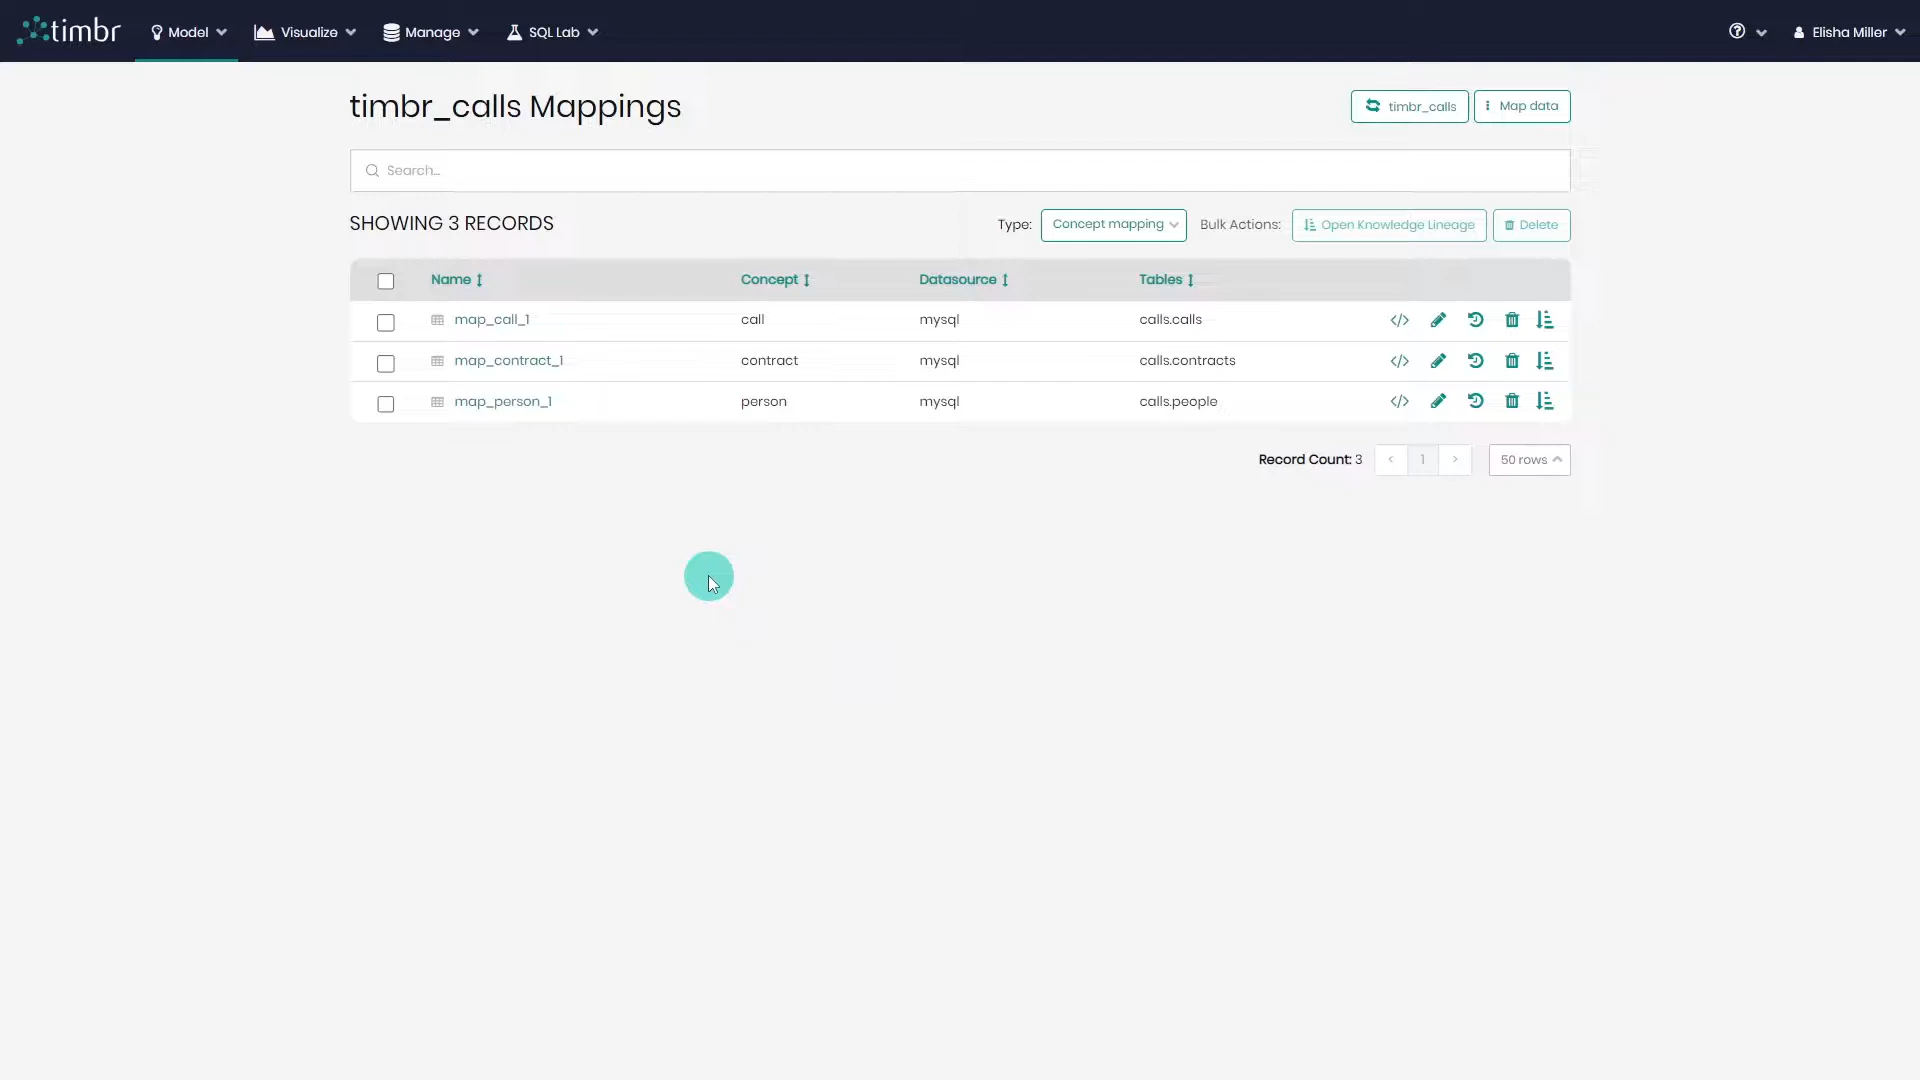 timbr Model Visualize Manage SQL Lab Elisha Miller
timbr_calls Mappings timbr_calls Map data
Search...
SHOWING 3 RECORDS Type: Concept mapping Bulk Actions: Open Knowledge Lineage Delete
Name Concept Datasource Tables
map_call_1 call mysql calls.calls
map_contract_1 contract mysql calls.contracts
map_person_1 person mysql calls.people
Record Count: 3 < 1 > 50 rows